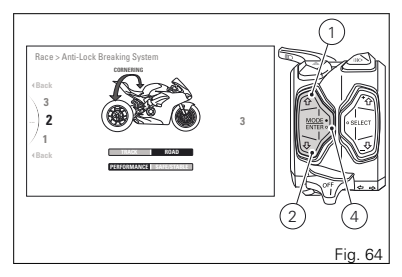 1
Race > Anti-Lock Breaking System
CORNERING
◂Back
3
2
3
1
◂Back
TRACK ROAD
PERFORMANCE SAFE&STABLE
MODE
ENTER
SELECT
OFF
2
4
Fig. 64